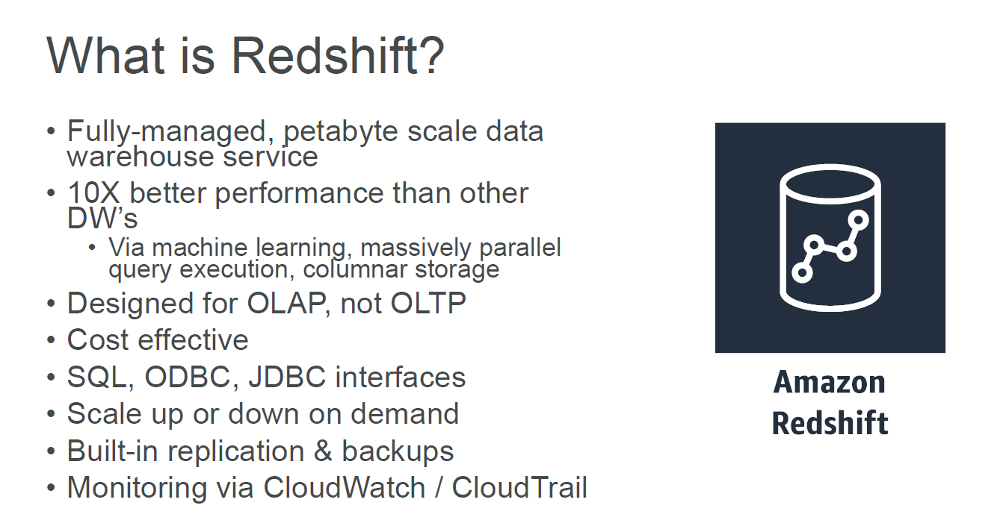 What is Redshift?
• Fully-managed, petabyte scale data
warehouse service
• 10X better performance than other
DW’s
• Via machine learning, massively parallel
query execution, columnar storage
• Designed for OLAP, not OLTP
• Cost effective
• SQL, ODBC, JDBC interfaces
• Scale up or down on demand
• Built-in replication & backups
• Monitoring via CloudWatch / CloudTrail
Amazon
Redshift